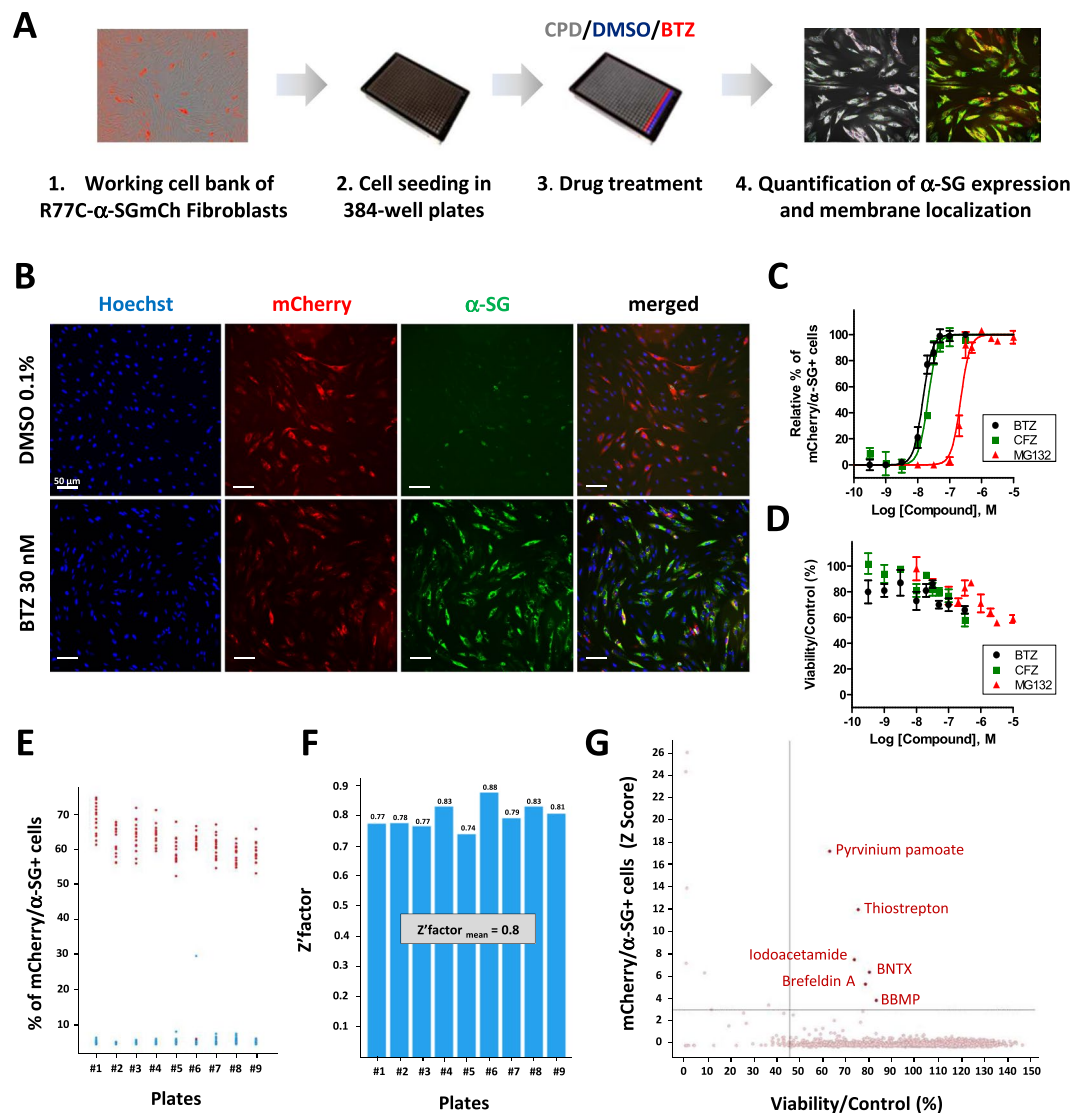 A
CPD/DMSO/BTZ
1. Working cell bank of
R77C-α-SGmCh Fibroblasts
2. Cell seeding in
384-well plates
3. Drug treatment
4. Quantification of α-SG expression
and membrane localization
B
Hoechst
mCherry
α-SG
merged
DMSO 0.1%
50 µm
BTZ 30 nM
C
Relative % of
mCherry/α-SG+ cells
100
80
60
40
20
0
BTZ
CFZ
MG132
-10 -9 -8 -7 -6 -5
Log [Compound], M
D
Viability/Control (%)
100
80
60
40
20
0
BTZ
CFZ
MG132
-10 -9 -8 -7 -6 -5
Log [Compound], M
E
% of mCherry/α-SG+ cells
70
60
50
40
30
20
10
#1 #2 #3 #4 #5 #6 #7 #8 #9
Plates
F
Z'factor
0.9
0.8
0.7
0.6
0.5
0.4
0.3
0.2
0.1
0.77 0.78 0.77 0.83 0.74 0.88 0.79 0.83 0.81
Z'factor mean = 0.8
#1 #2 #3 #4 #5 #6 #7 #8 #9
Plates
G
mCherry/α-SG+ cells (Z Score)
26
24
22
20
18
16
14
12
10
8
6
4
2
0
Pyrvinium pamoate
Thiostrepton
Iodoacetamide
BNTX
Brefeldin A
BBMP
0 10 20 30 40 50 60 70 80 90 100 110 120 130 140 150
Viability/Control (%)